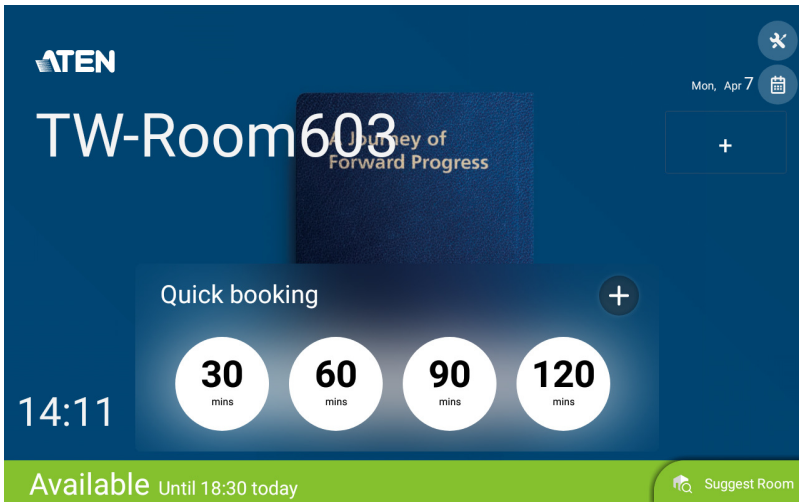 ATEN
Mon, Apr 7
TW-Room603
A Journey of
Forward Progress
+
Quick booking
+
30
mins
60
mins
90
mins
120
mins
14:11
Available Until 18:30 today
Suggest Room